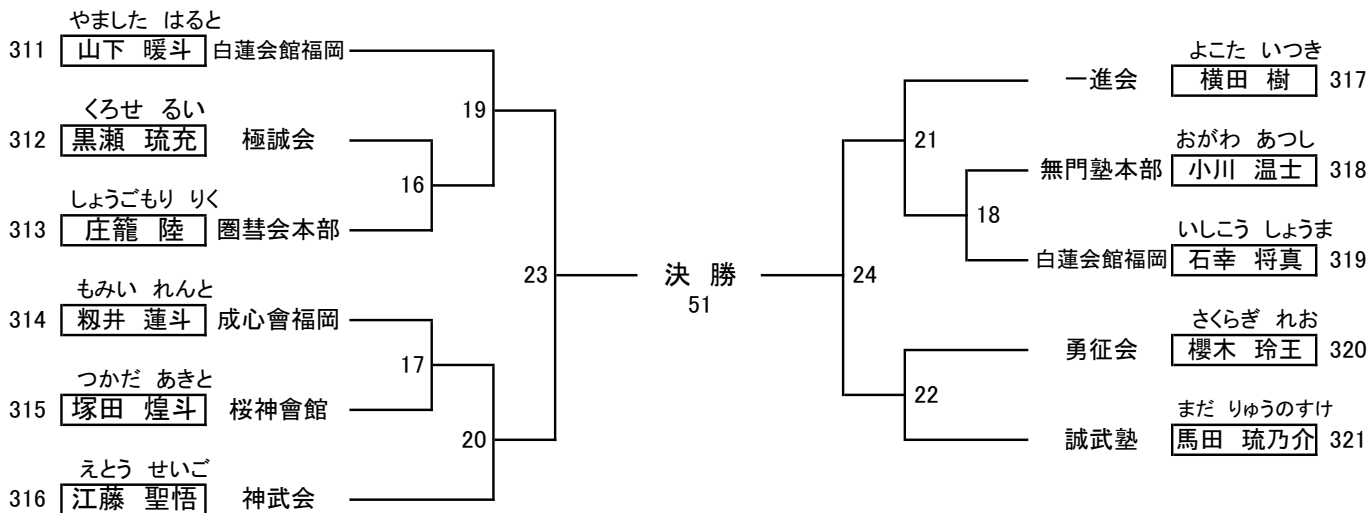 やました はると
311 山下 暖斗 白蓮会館福岡
19
くろせ るい
312 黒瀬 琉充 極誠会
16
しょうごもり りく
313 庄籠 陸 圏彗会本部
23
もみい れんと
314 籾井 蓮斗 成心會福岡
17
つかだ あきと
315 塚田 煌斗 桜神會館
20
えとう せいご
316 江藤 聖悟 神武会
決 勝
51
よこた いつき
一進会 横田 樹 317
21
おがわ あつし
無門塾本部 小川 温士 318
18
いしこう しょうま
白蓮会館福岡 石幸 将真 319
24
さくらぎ れお
勇征会 櫻木 玲王 320
22
まだ りゅうのすけ
誠武塾 馬田 琉乃介 321